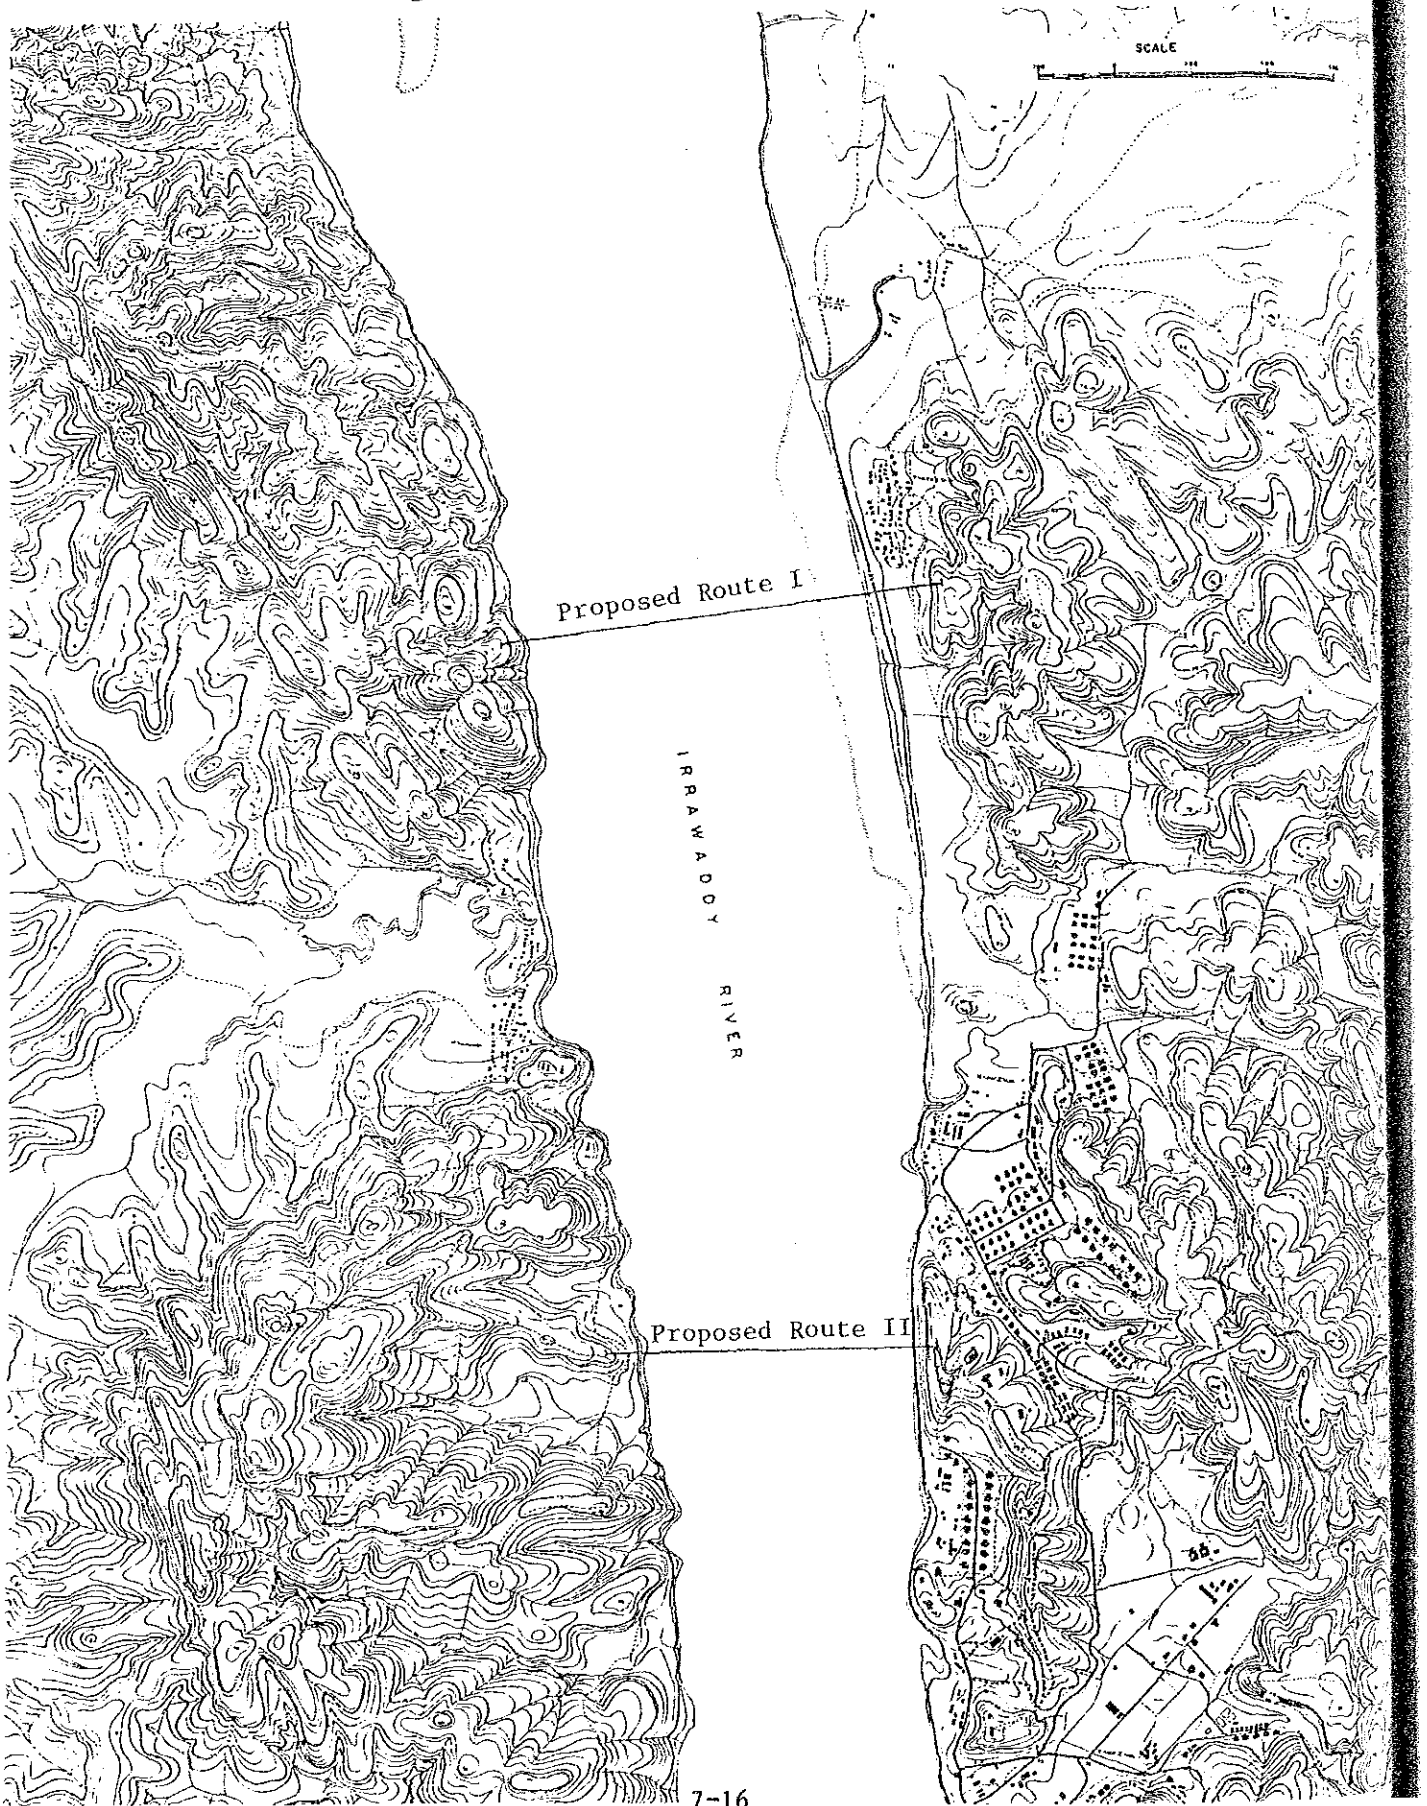 SCALE
Proposed Route I
IRRAWADDY RIVER
Proposed Route II
7-16